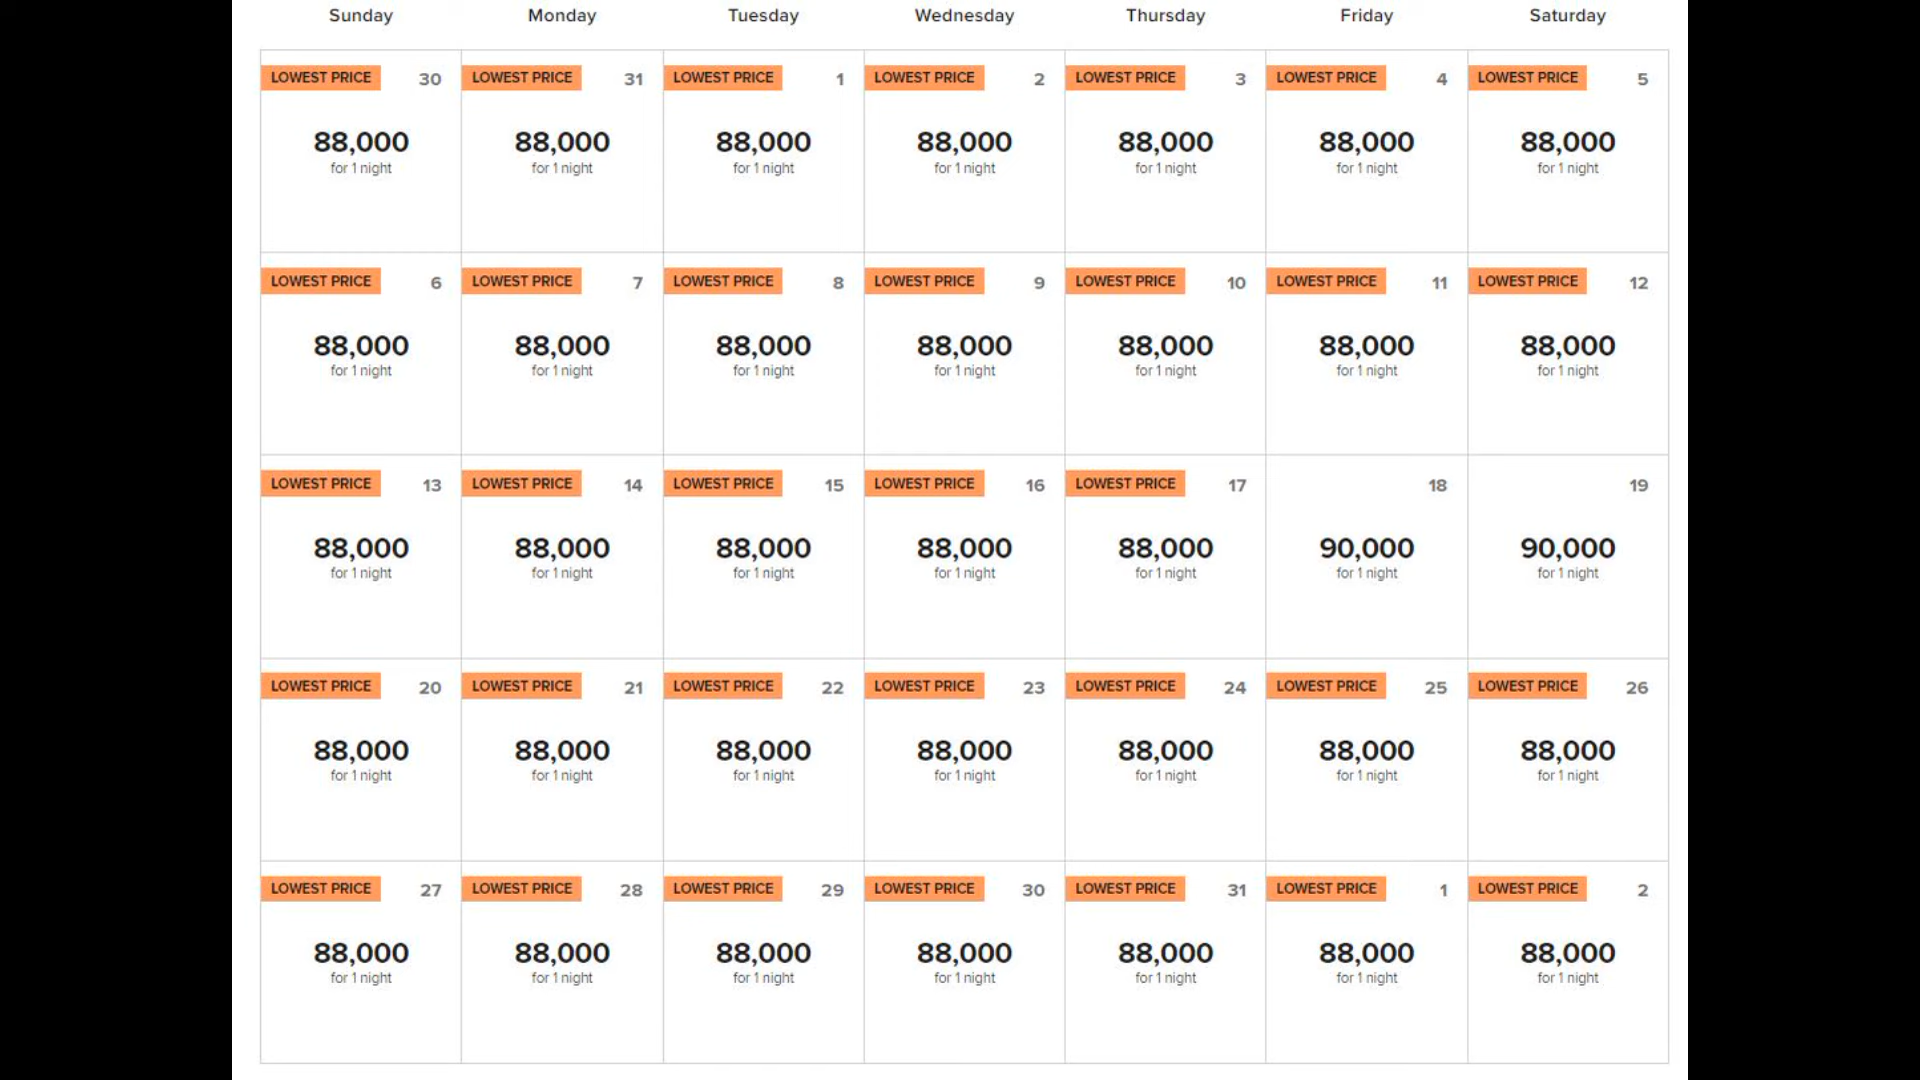 Sunday Monday Tuesday Wednesday Thursday Friday Saturday
LOWEST PRICE 30 LOWEST PRICE 31 LOWEST PRICE 1 LOWEST PRICE 2 LOWEST PRICE 3 LOWEST PRICE 4 LOWEST PRICE 5
88,000 88,000 88,000 88,000 88,000 88,000 88,000
for 1 night for 1 night for 1 night for 1 night for 1 night for 1 night for 1 night
LOWEST PRICE 6 LOWEST PRICE 7 LOWEST PRICE 8 LOWEST PRICE 9 LOWEST PRICE 10 LOWEST PRICE 11 LOWEST PRICE 12
88,000 88,000 88,000 88,000 88,000 88,000 88,000
for 1 night for 1 night for 1 night for 1 night for 1 night for 1 night for 1 night
LOWEST PRICE 13 LOWEST PRICE 14 LOWEST PRICE 15 LOWEST PRICE 16 LOWEST PRICE 17 18 19
88,000 88,000 88,000 88,000 88,000 90,000 90,000
for 1 night for 1 night for 1 night for 1 night for 1 night for 1 night for 1 night
LOWEST PRICE 20 LOWEST PRICE 21 LOWEST PRICE 22 LOWEST PRICE 23 LOWEST PRICE 24 LOWEST PRICE 25 LOWEST PRICE 26
88,000 88,000 88,000 88,000 88,000 88,000 88,000
for 1 night for 1 night for 1 night for 1 night for 1 night for 1 night for 1 night
LOWEST PRICE 27 LOWEST PRICE 28 LOWEST PRICE 29 LOWEST PRICE 30 LOWEST PRICE 31 LOWEST PRICE 1 LOWEST PRICE 2
88,000 88,000 88,000 88,000 88,000 88,000 88,000
for 1 night for 1 night for 1 night for 1 night for 1 night for 1 night for 1 night